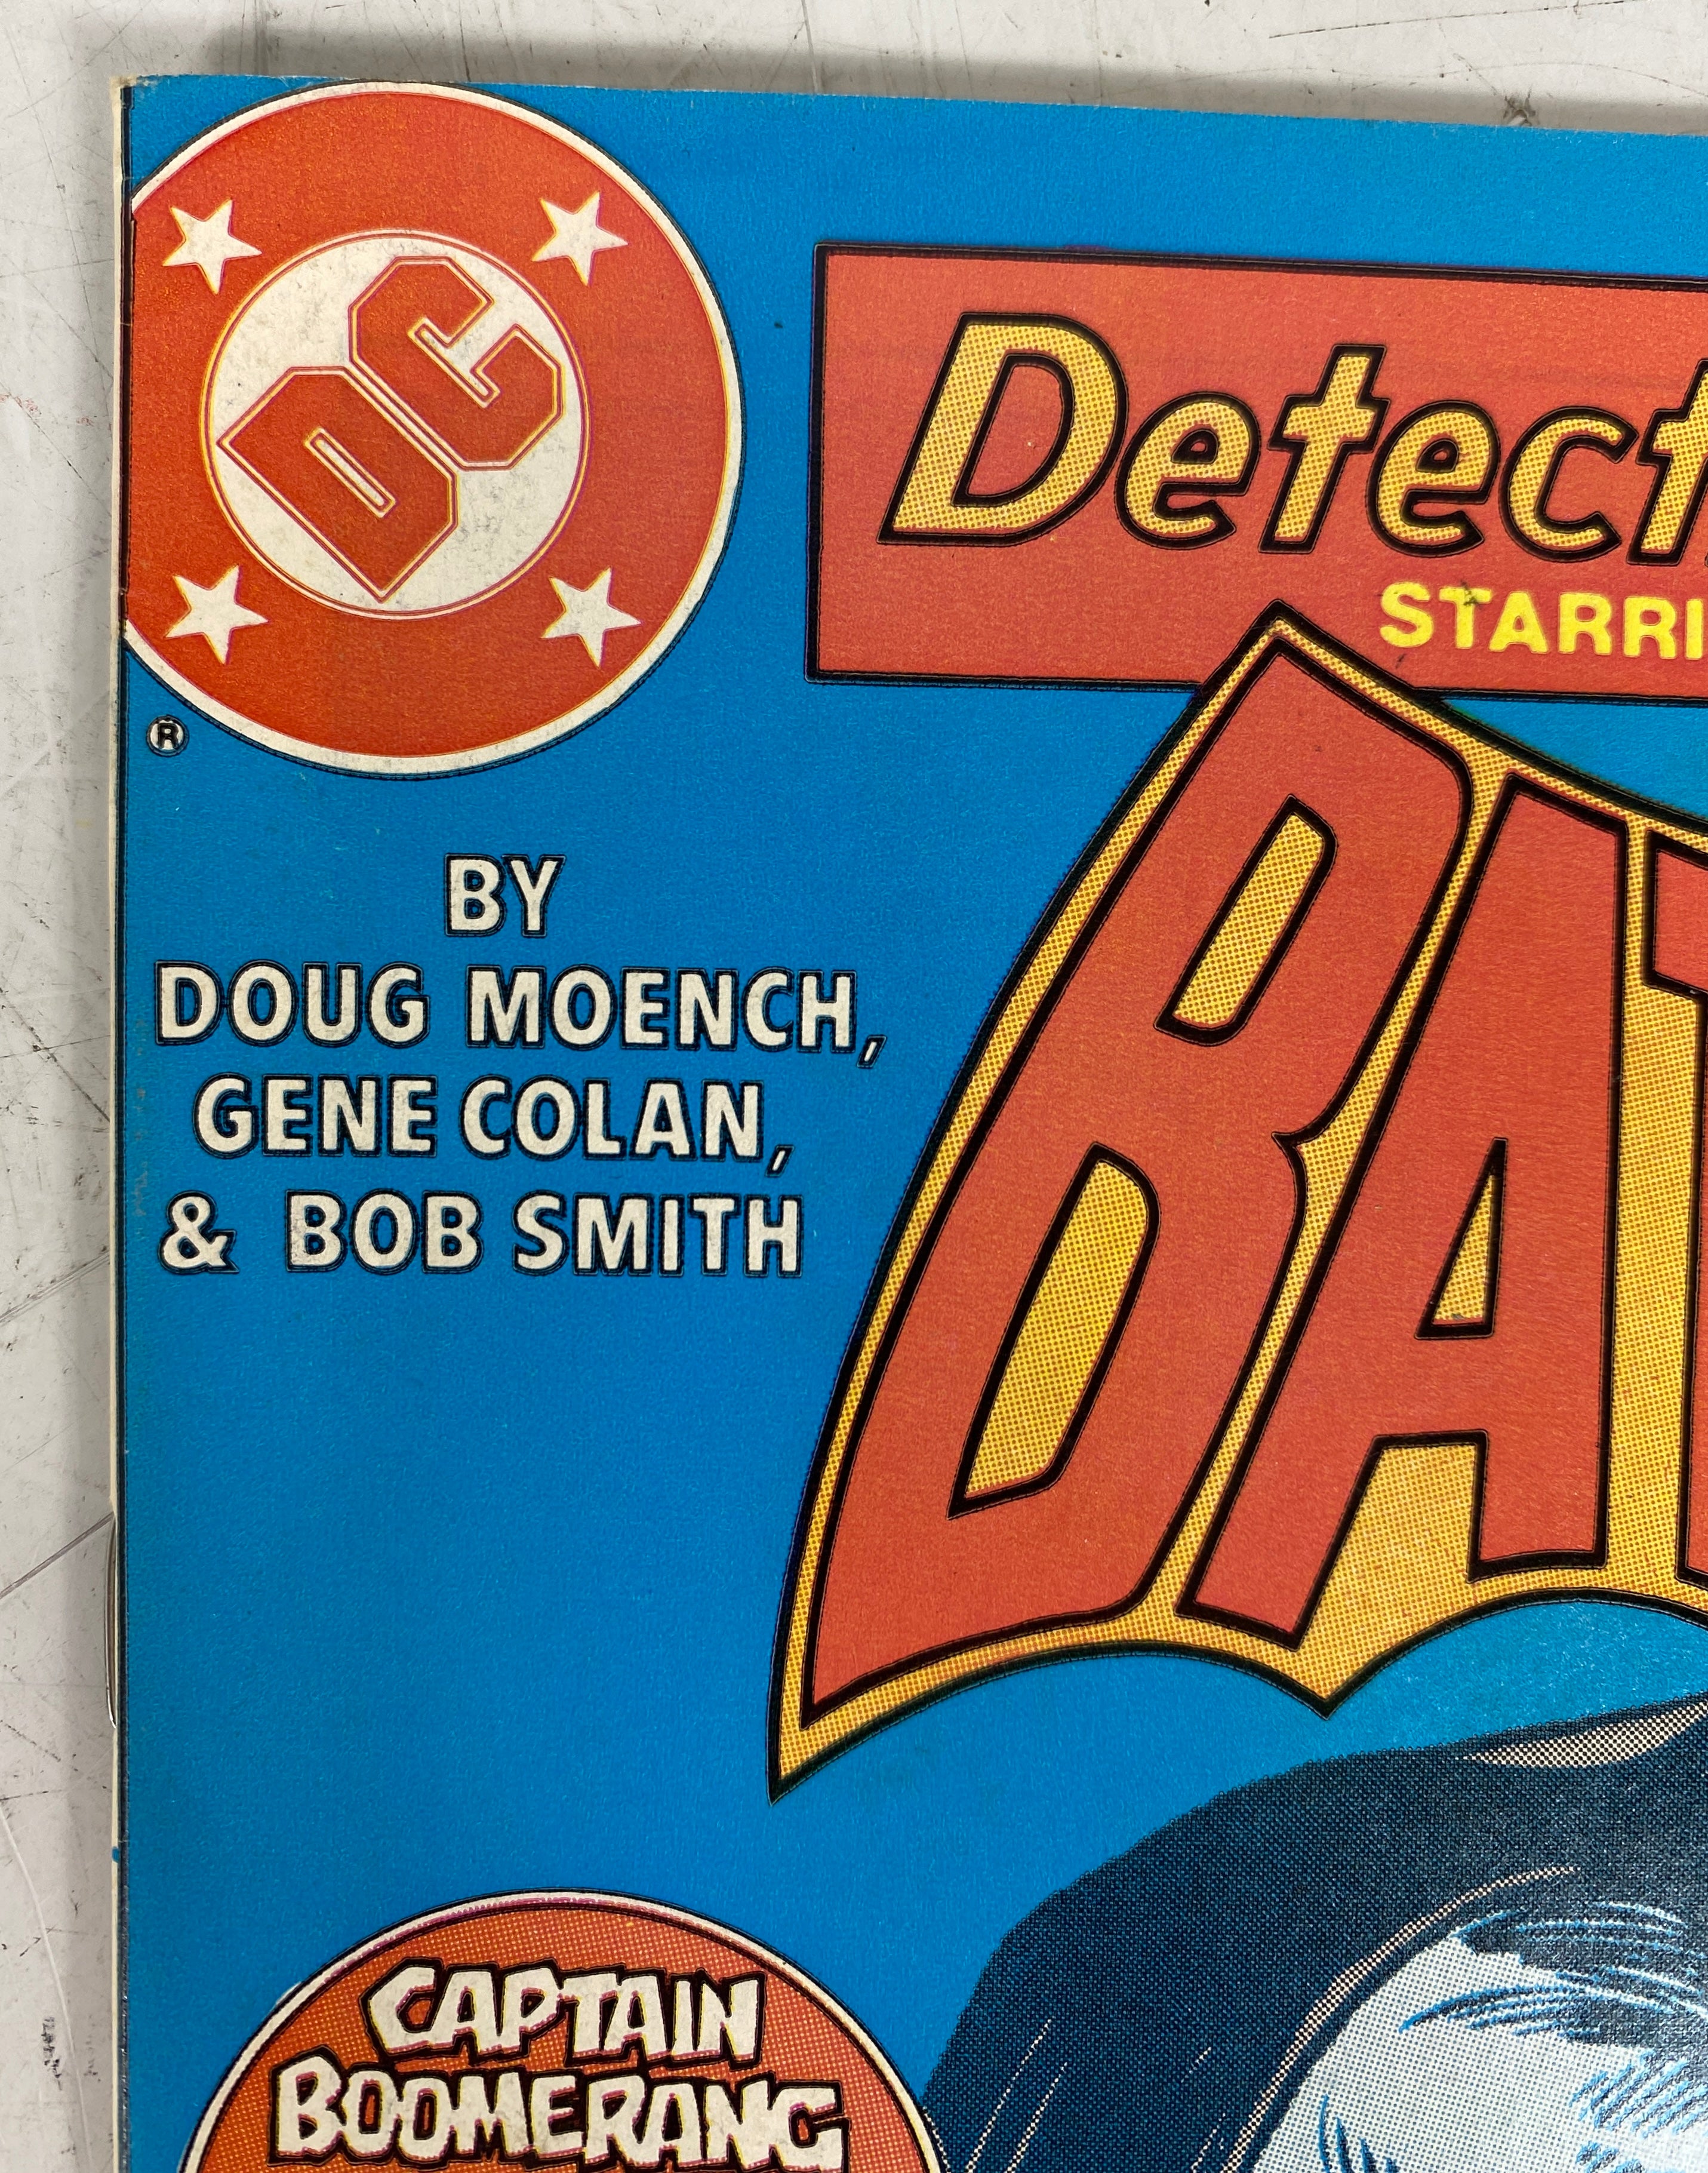 DC
®
Detect
STARRI
BAT
BY
DOUG MOENCH,
GENE COLAN,
& BOB SMITH
CAPTAIN
BOOMERANG